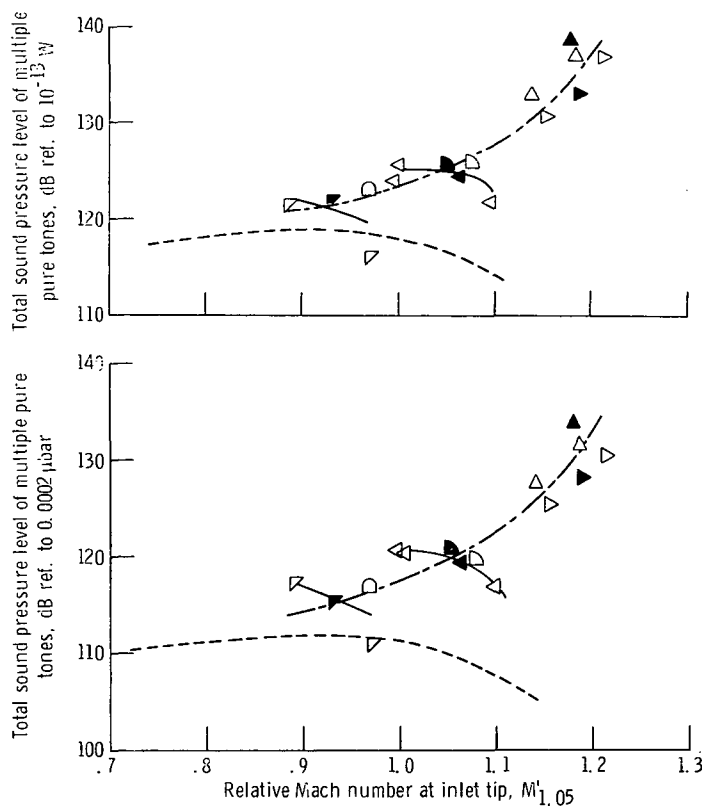 Total sound pressure level of multiple
pure tones, dB ref. to 10⁻¹³ W
140
130
120
110
Total sound pressure level of multiple pure
tones, dB ref. to 0.0002 μbar
140
130
120
110
100
.7 .8 .9 1.0 1.1 1.2 1.3
Relative Mach number at inlet tip, M'₁.₀₅